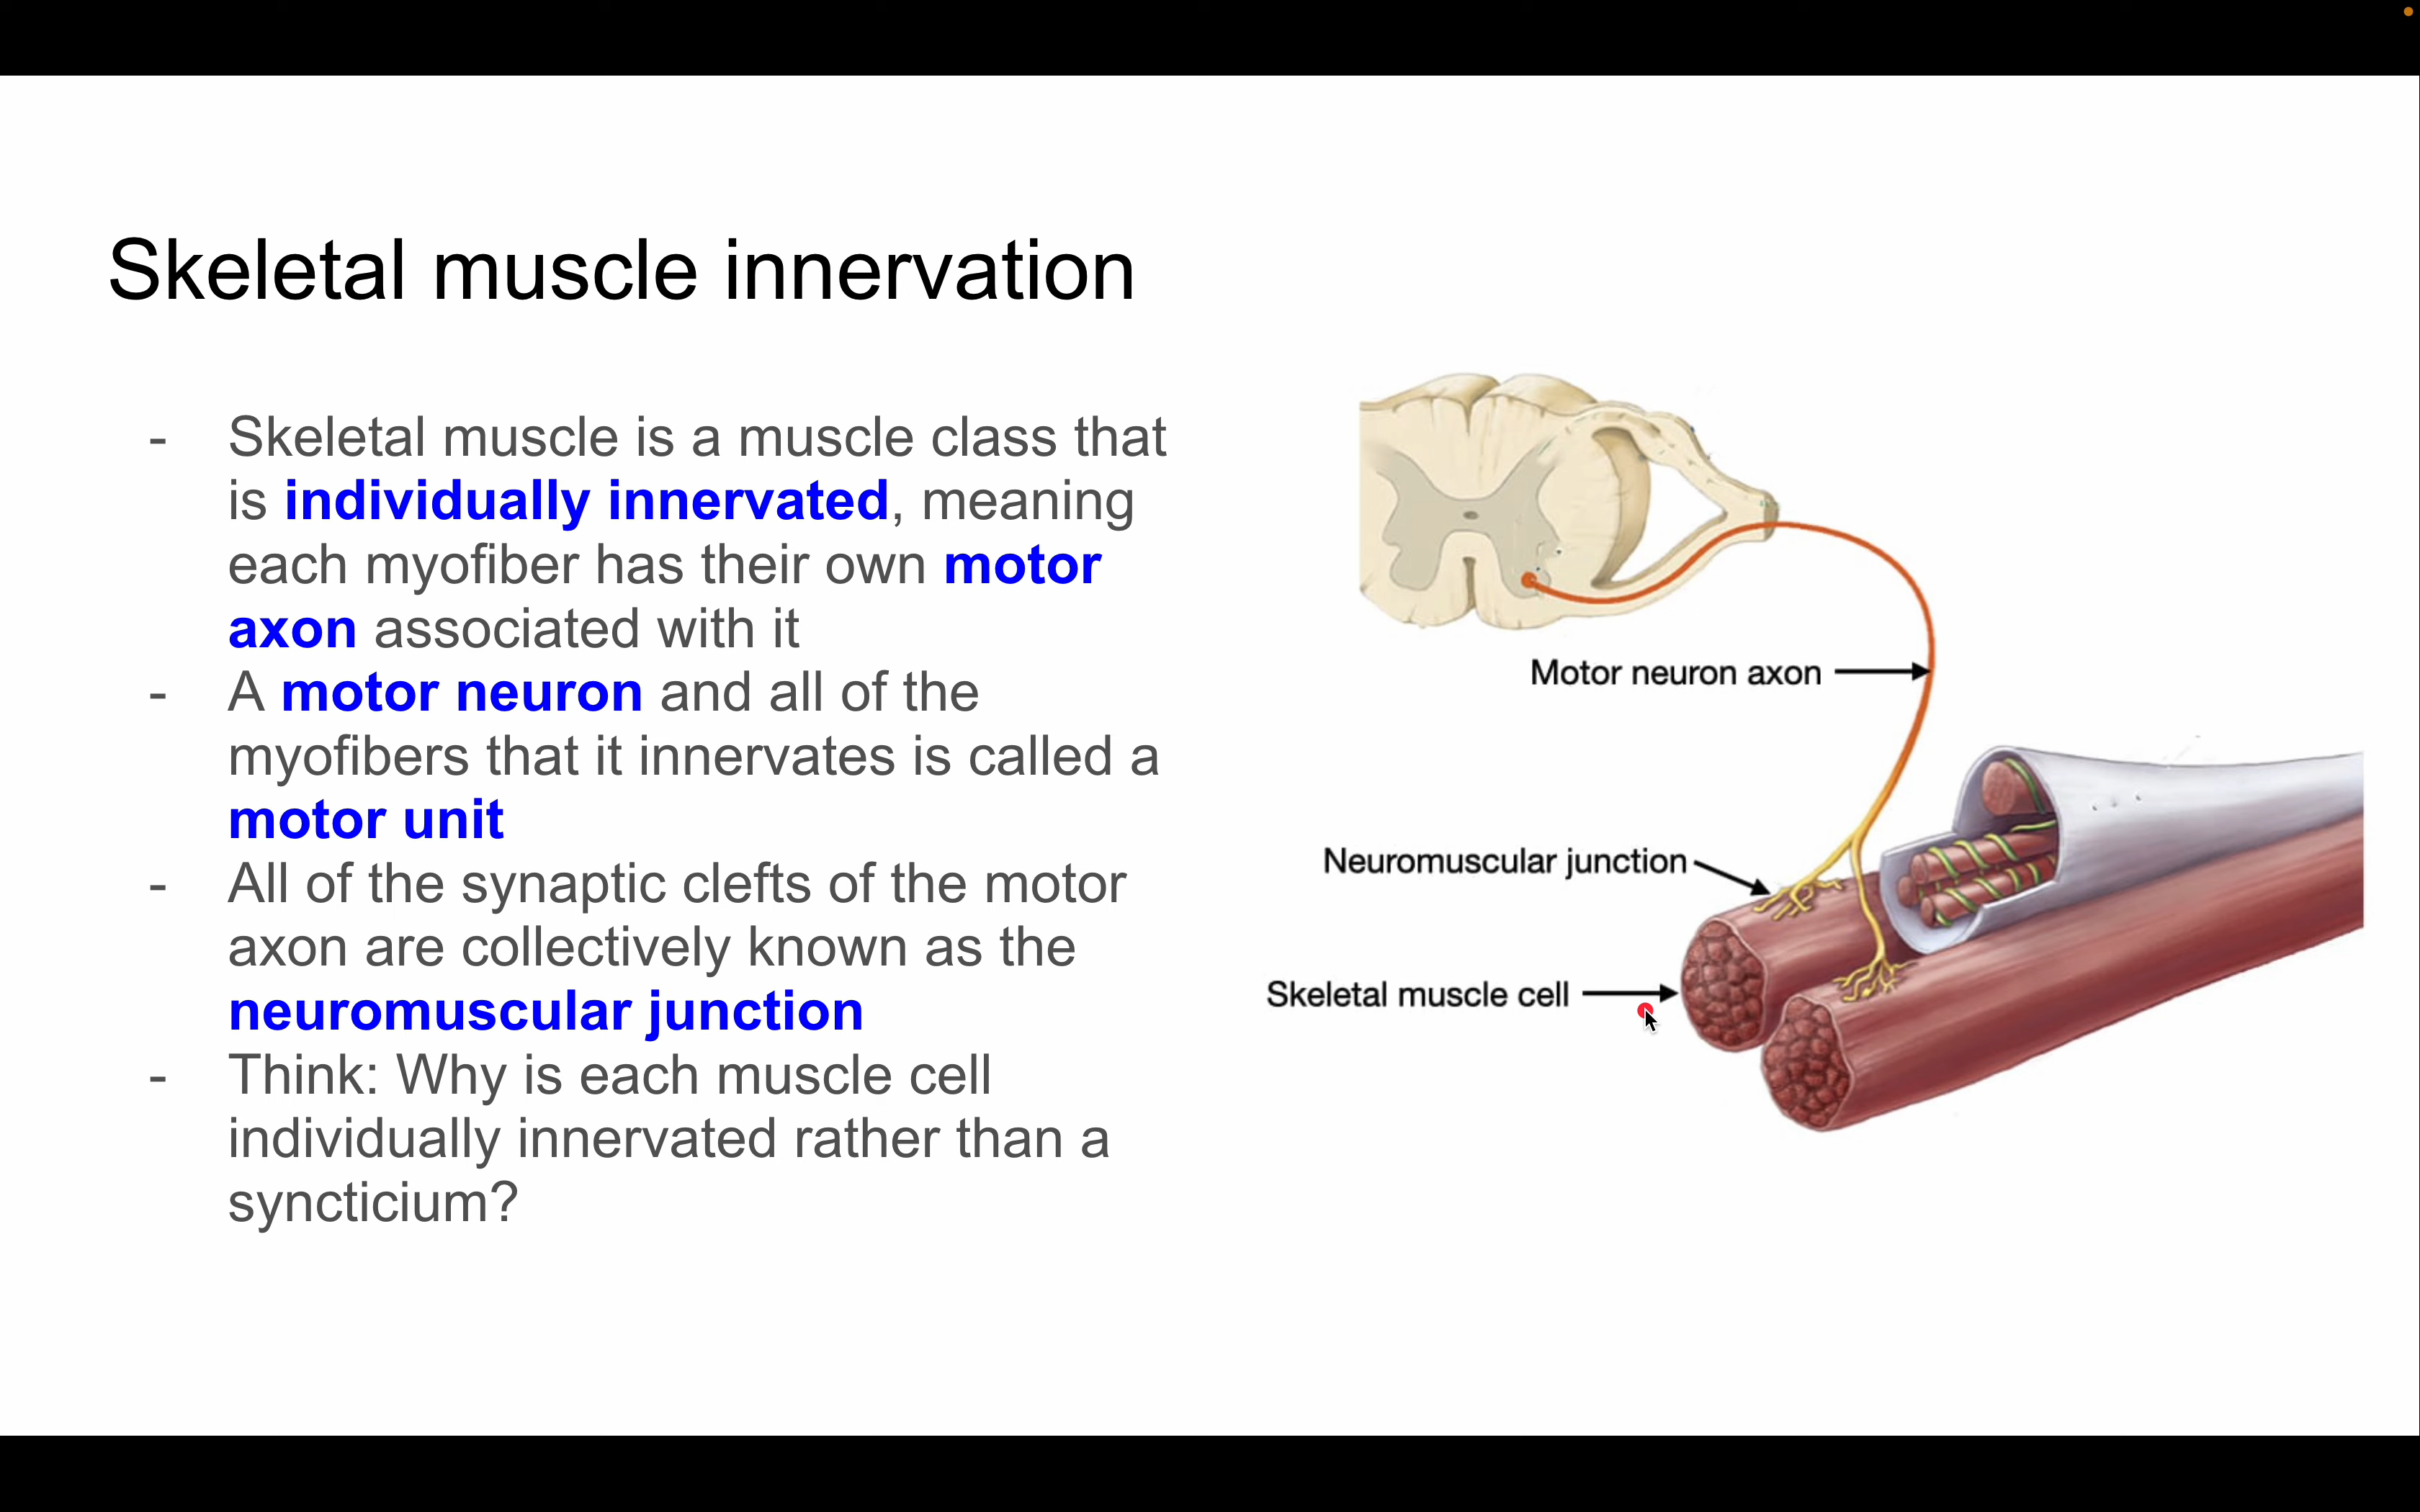 Skeletal muscle innervation
- Skeletal muscle is a muscle class that
is individually innervated, meaning
each myofiber has their own motor
axon associated with it
- A motor neuron and all of the
myofibers that it innervates is called a
motor unit
- All of the synaptic clefts of the motor
axon are collectively known as the
neuromuscular junction
- Think: Why is each muscle cell
individually innervated rather than a
syncticium?
Motor neuron axon
Neuromuscular junction
Skeletal muscle cell